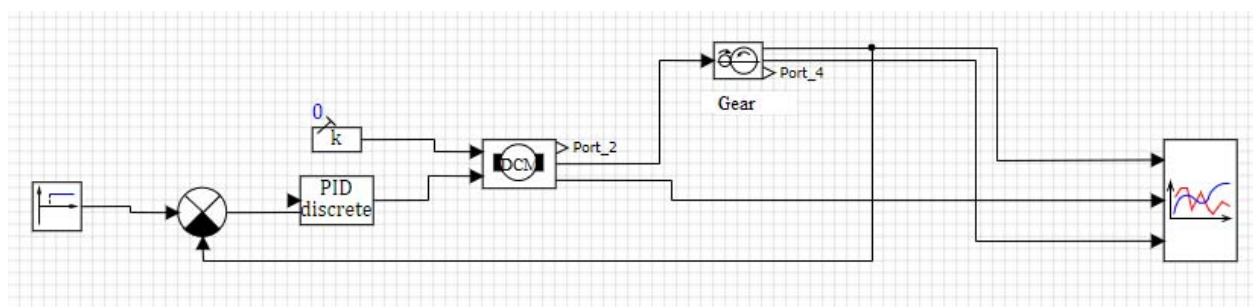 Port_4
Gear
0
k
Port_2
DCM
PID
discrete